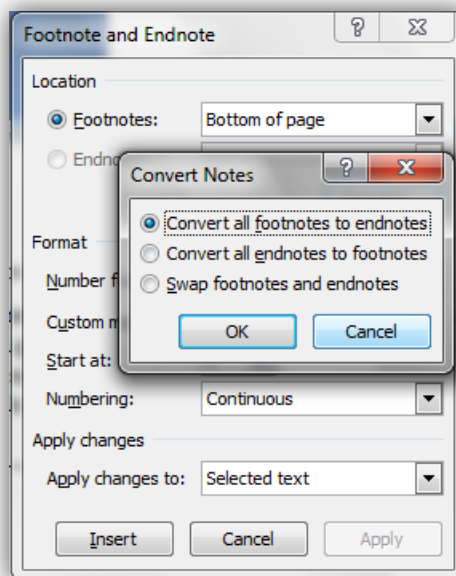 Footnote and Endnote
Location
Footnotes: Bottom of page
Convert Notes
Convert all footnotes to endnotes
Convert all endnotes to footnotes
Swap footnotes and endnotes
OK Cancel
Format
Start at:
Numbering: Continuous
Apply changes
Apply changes to: Selected text
Insert Cancel Apply